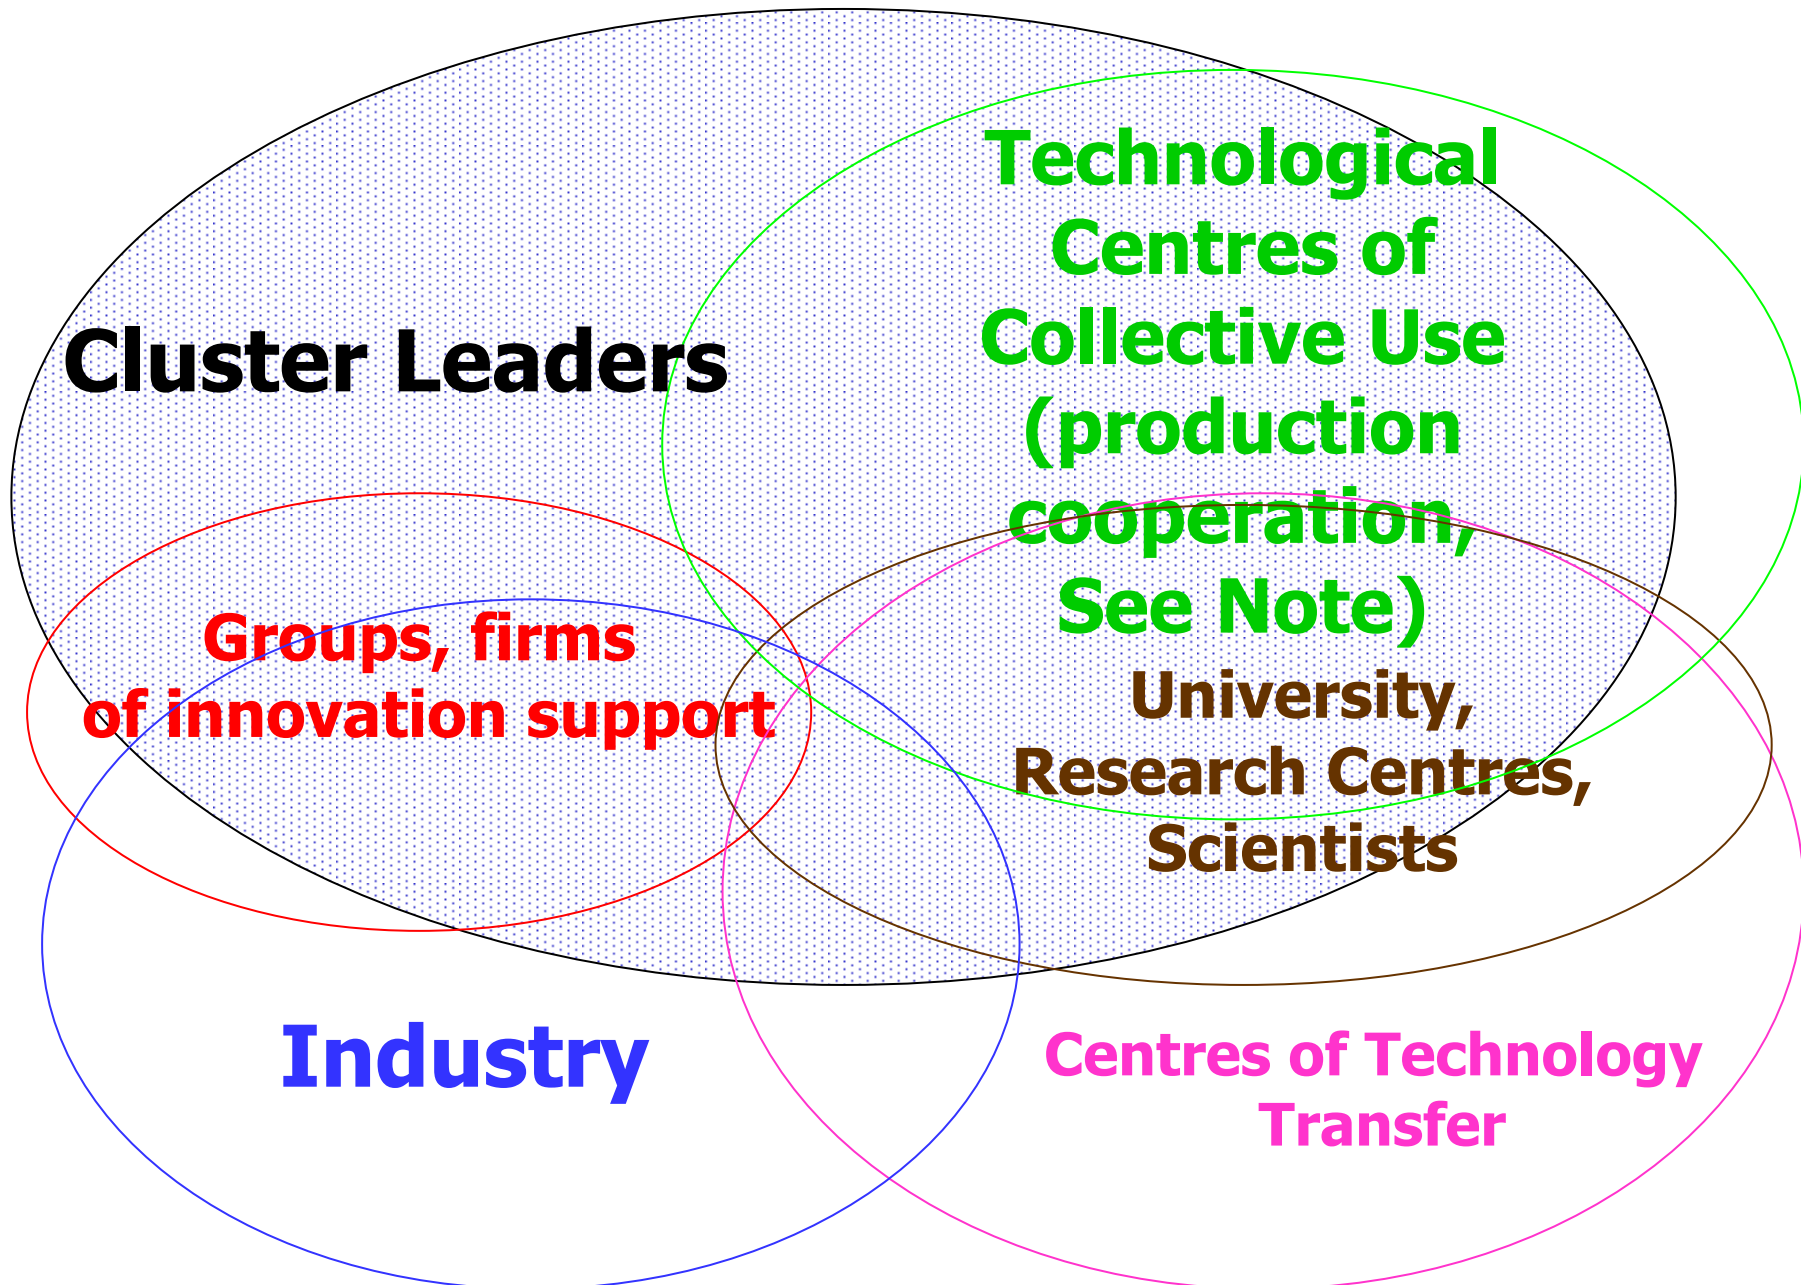 Technological
Centres of
Collective Use
(production
cooperation,
See Note)
Cluster Leaders
Groups, firms
of innovation support
University,
Research Centres,
Scientists
Industry
Centres of Technology
Transfer